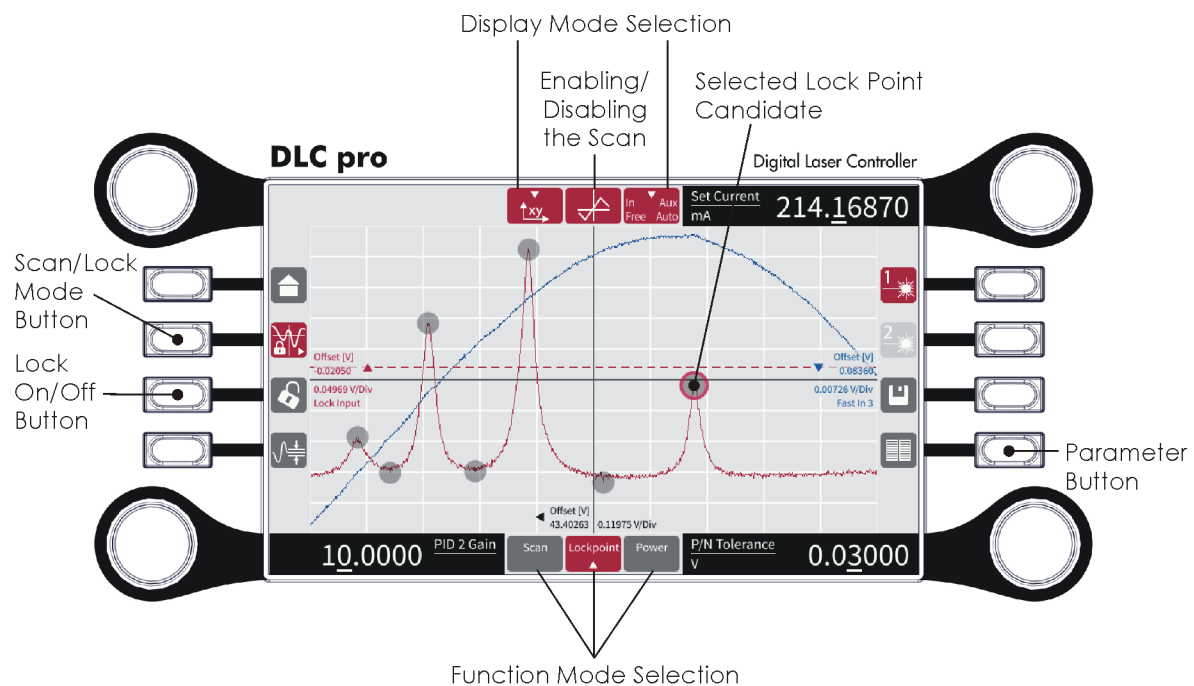 Display Mode Selection
Enabling/
Disabling
the Scan
Selected Lock Point
Candidate
DLC pro
Digital Laser Controller
xy
In Aux
Free Auto
Set Current
mA
214.16870
Scan/Lock
Mode
Button
Lock
On/Off
Button
1
2
Offset [V]
-0.02050
0.04969 V/Div
Lock Input
Offset [V]
0.08360
0.00726 V/Div
Fast In 3
Parameter
Button
Offset [V]
43.40263 0.11975 V/Div
10.0000
PID 2 Gain
Scan
Lockpoint
Power
P/N Tolerance
V
0.03000
Function Mode Selection